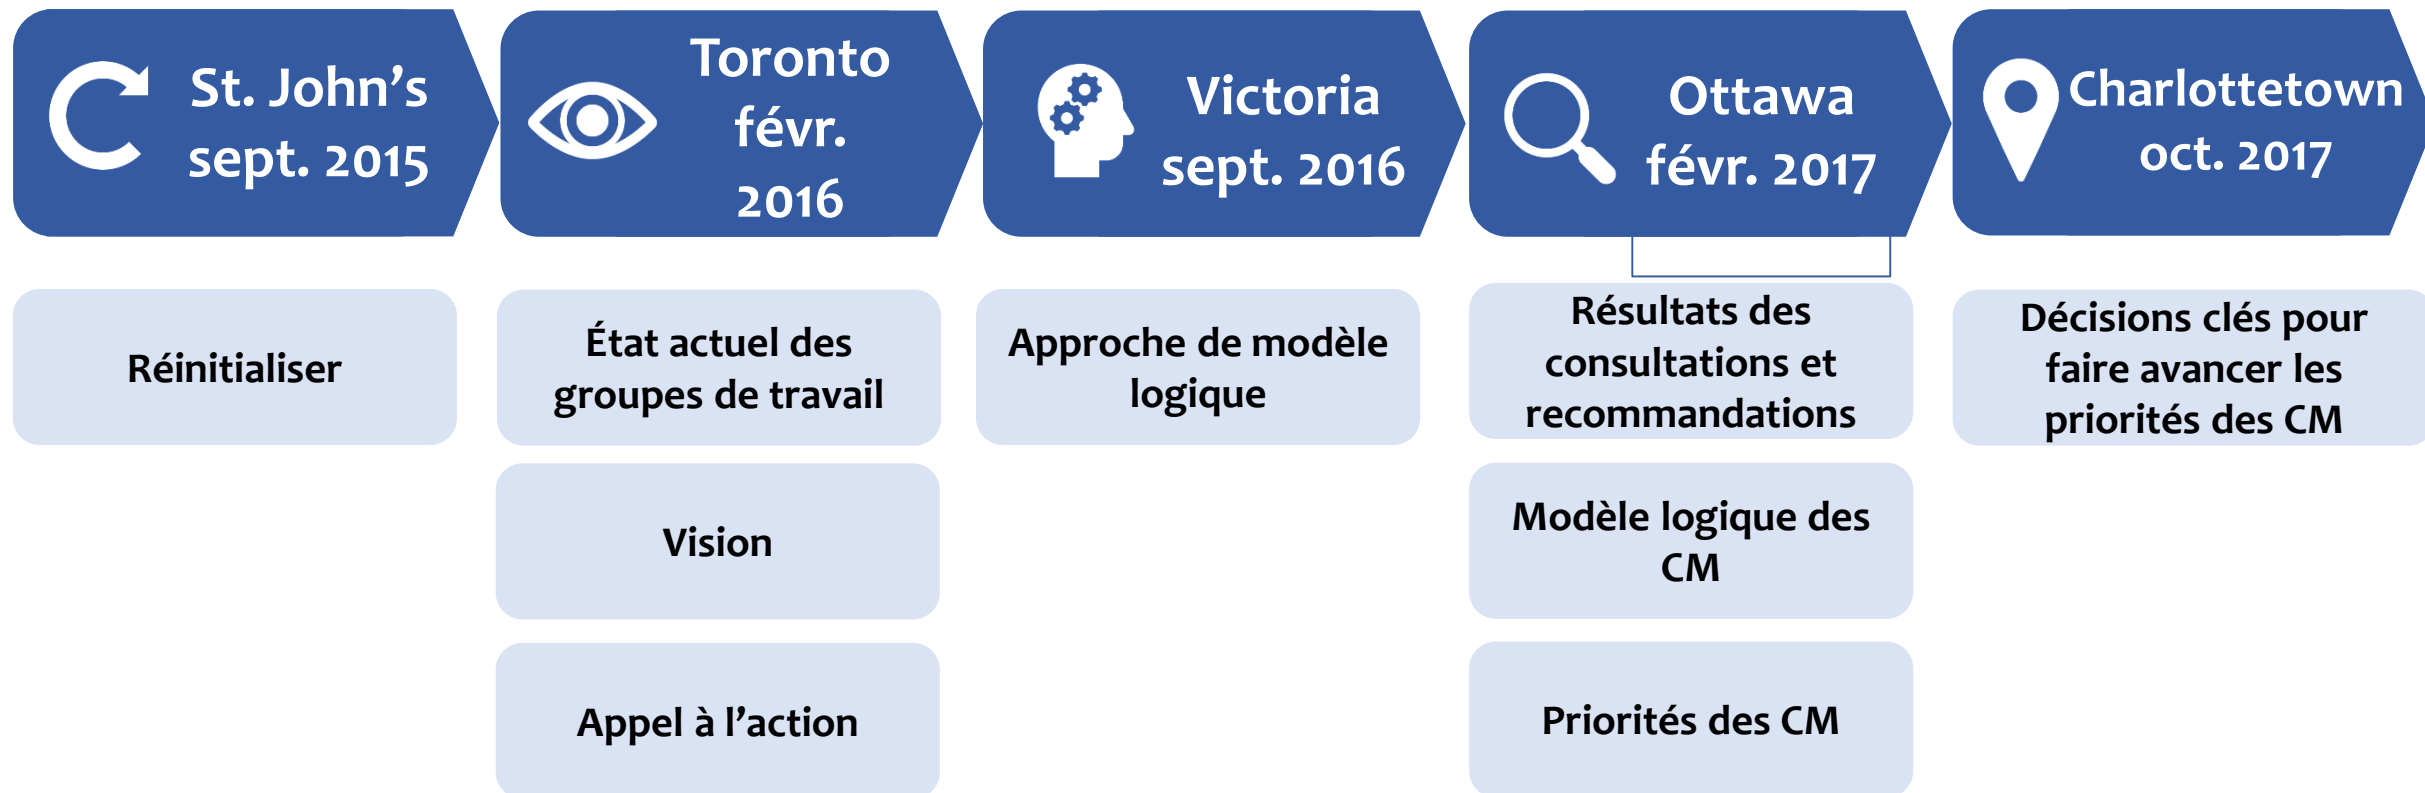 St. John’s
sept. 2015
Toronto
févr.
2016
Victoria
sept. 2016
Ottawa
févr. 2017
Charlottetown
oct. 2017
Réinitialiser
État actuel des
groupes de travail
Vision
Appel à l’action
Approche de modèle
logique
Résultats des
consultations et
recommandations
Modèle logique des
CM
Priorités des CM
Décisions clés pour
faire avancer les
priorités des CM